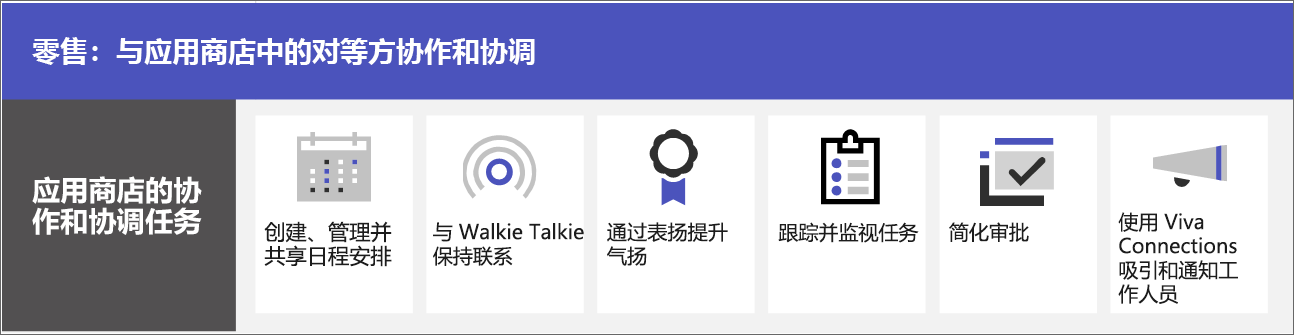 零售：与应用商店中的对等方协作和协调
应用商店的协
作和协调任务
创建、管理并
共享日程安排
与 Walkie Talkie
保持联系
通过表扬提升
气扬
跟踪并监视任务
简化审批
使用 Viva
Connections
吸引和通知工
作人员